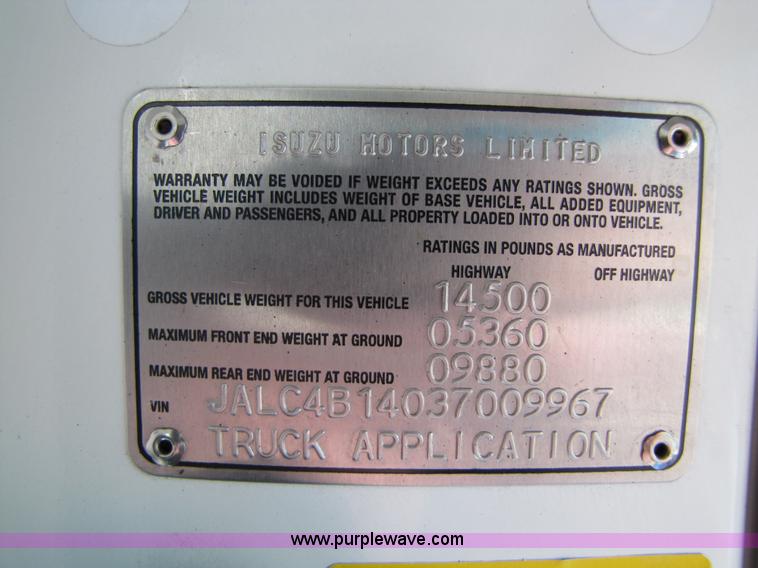 ISUZU MOTORS LIMITED
WARRANTY MAY BE VOIDED IF WEIGHT EXCEEDS ANY RATINGS SHOWN. GROSS
VEHICLE WEIGHT INCLUDES WEIGHT OF BASE VEHICLE, ALL ADDED EQUIPMENT,
DRIVER AND PASSENGERS, AND ALL PROPERTY LOADED INTO OR ONTO VEHICLE.
RATINGS IN POUNDS AS MANUFACTURED
HIGHWAY OFF HIGHWAY
GROSS VEHICLE WEIGHT FOR THIS VEHICLE 14500
MAXIMUM FRONT END WEIGHT AT GROUND 05360
MAXIMUM REAR END WEIGHT AT GROUND 09880
VIN JALC4B14037009967
TRUCK APPLICATION
www.purplewave.com